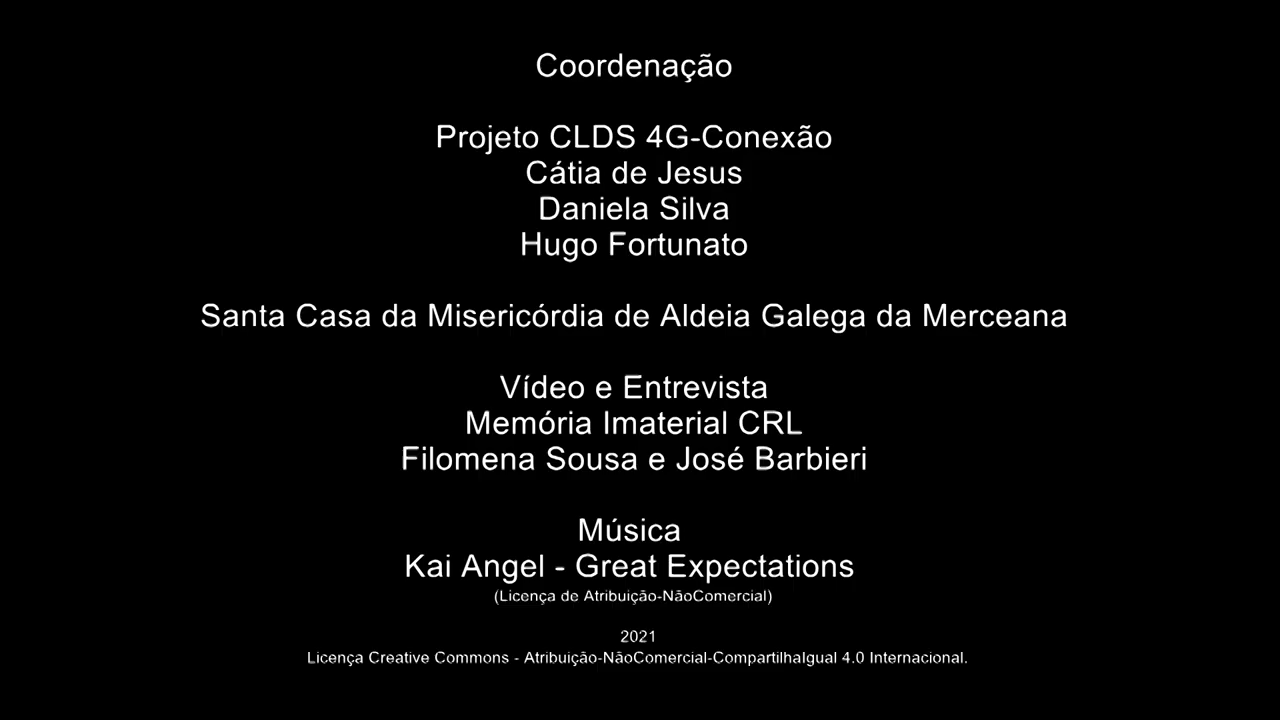 Coordenação
Projeto CLDS 4G-Conexão
Cátia de Jesus
Daniela Silva
Hugo Fortunato
Santa Casa da Misericórdia de Aldeia Galega da Merceana
Vídeo e Entrevista
Memória Imaterial CRL
Filomena Sousa e José Barbieri
Música
Kai Angel - Great Expectations
(Licença de Atribuição-NãoComercial)
2021
Licença Creative Commons - Atribuição-NãoComercial-CompartilhaIgual 4.0 Internacional.